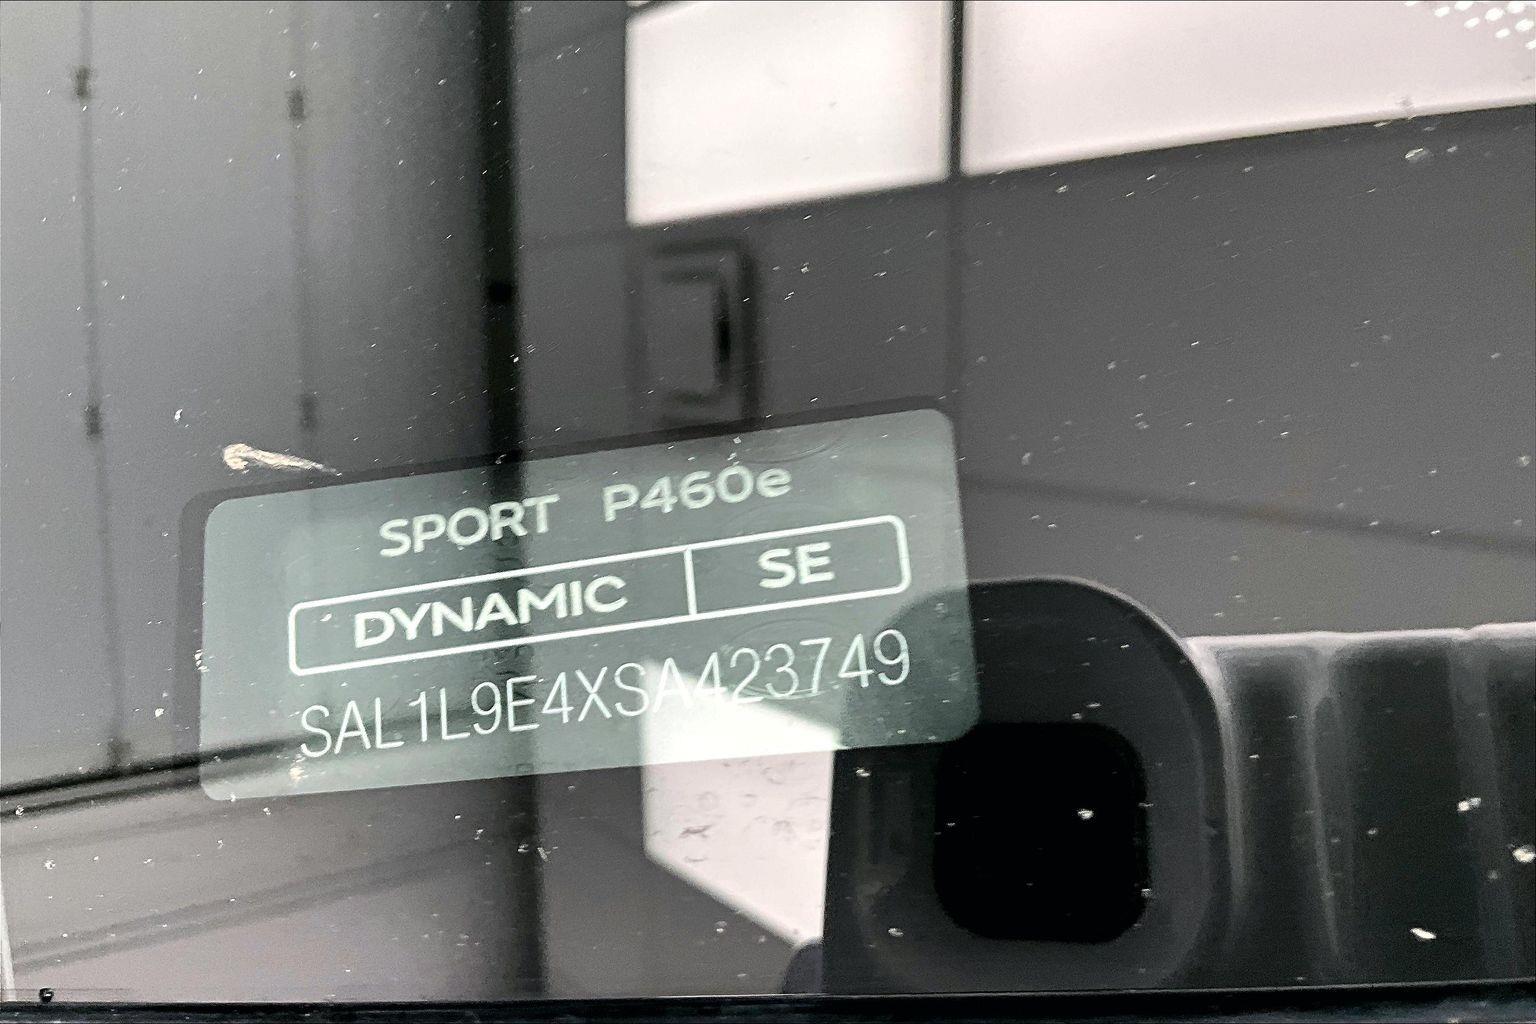 SPORT P460e
DYNAMIC SE
SAL1L9E4XSA423749